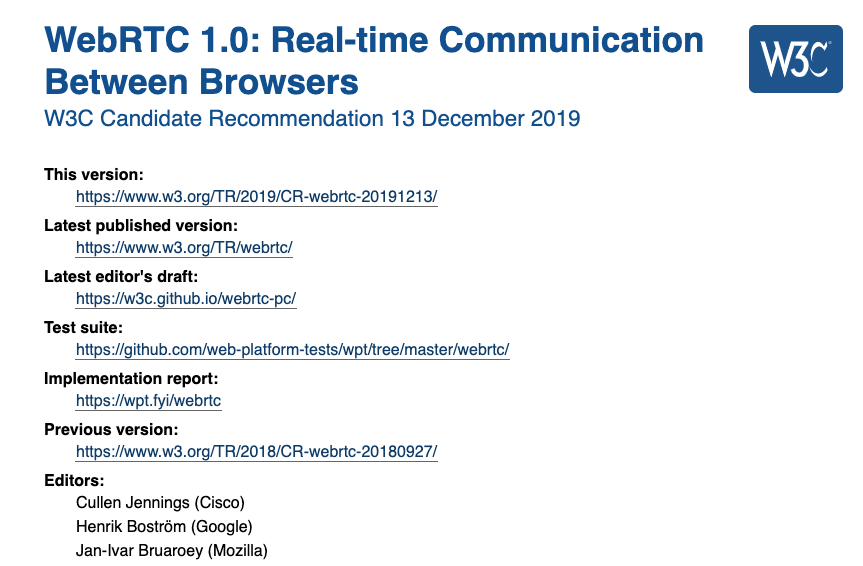 WebRTC 1.0: Real-time Communication
Between Browsers
W3C
W3C Candidate Recommendation 13 December 2019
This version:
https://www.w3.org/TR/2019/CR-webrtc-20191213/
Latest published version:
https://www.w3.org/TR/webrtc/
Latest editor's draft:
https://w3c.github.io/webrtc-pc/
Test suite:
https://github.com/web-platform-tests/wpt/tree/master/webrtc/
Implementation report:
https://wpt.fyi/webrtc
Previous version:
https://www.w3.org/TR/2018/CR-webrtc-20180927/
Editors:
Cullen Jennings (Cisco)
Henrik Boström (Google)
Jan-Ivar Bruaroey (Mozilla)